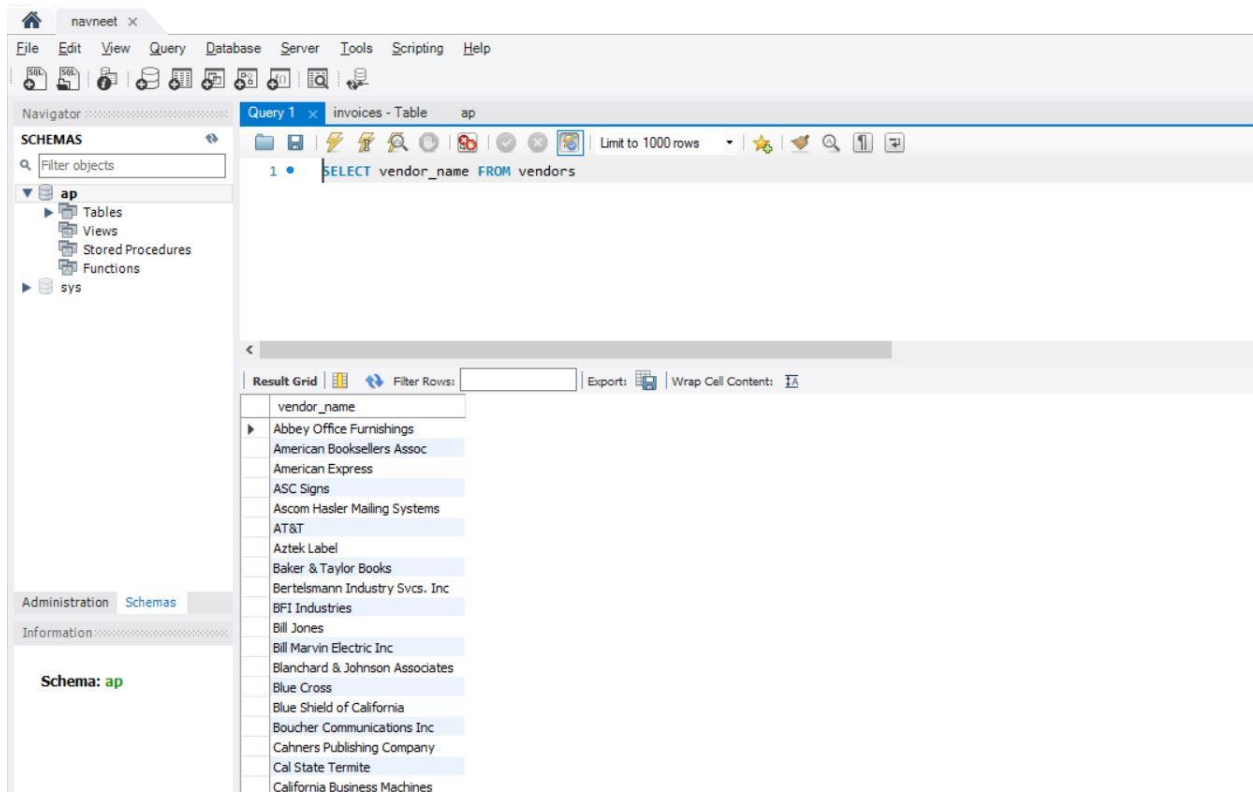 navneet ×
File Edit View Query Database Server Tools Scripting Help
Navigator
Query 1 × invoices - Table ap
SCHEMAS
Limit to 1000 rows
Filter objects
1 SELECT vendor_name FROM vendors
ap
Tables
Views
Stored Procedures
Functions
sys
Result Grid Filter Rows: Export: Wrap Cell Content: IA
vendor_name
Abbey Office Furnishings
American Booksellers Assoc
American Express
ASC Signs
Ascom Hasler Mailing Systems
AT&T
Aztek Label
Baker & Taylor Books
Bertelsmann Industry Svcs. Inc
Administration Schemas
BFI Industries
Information
Bill Jones
Bill Marvin Electric Inc
Blanchard & Johnson Associates
Schema: ap
Blue Cross
Blue Shield of California
Boucher Communications Inc
Cahners Publishing Company
Cal State Termite
California Business Machines